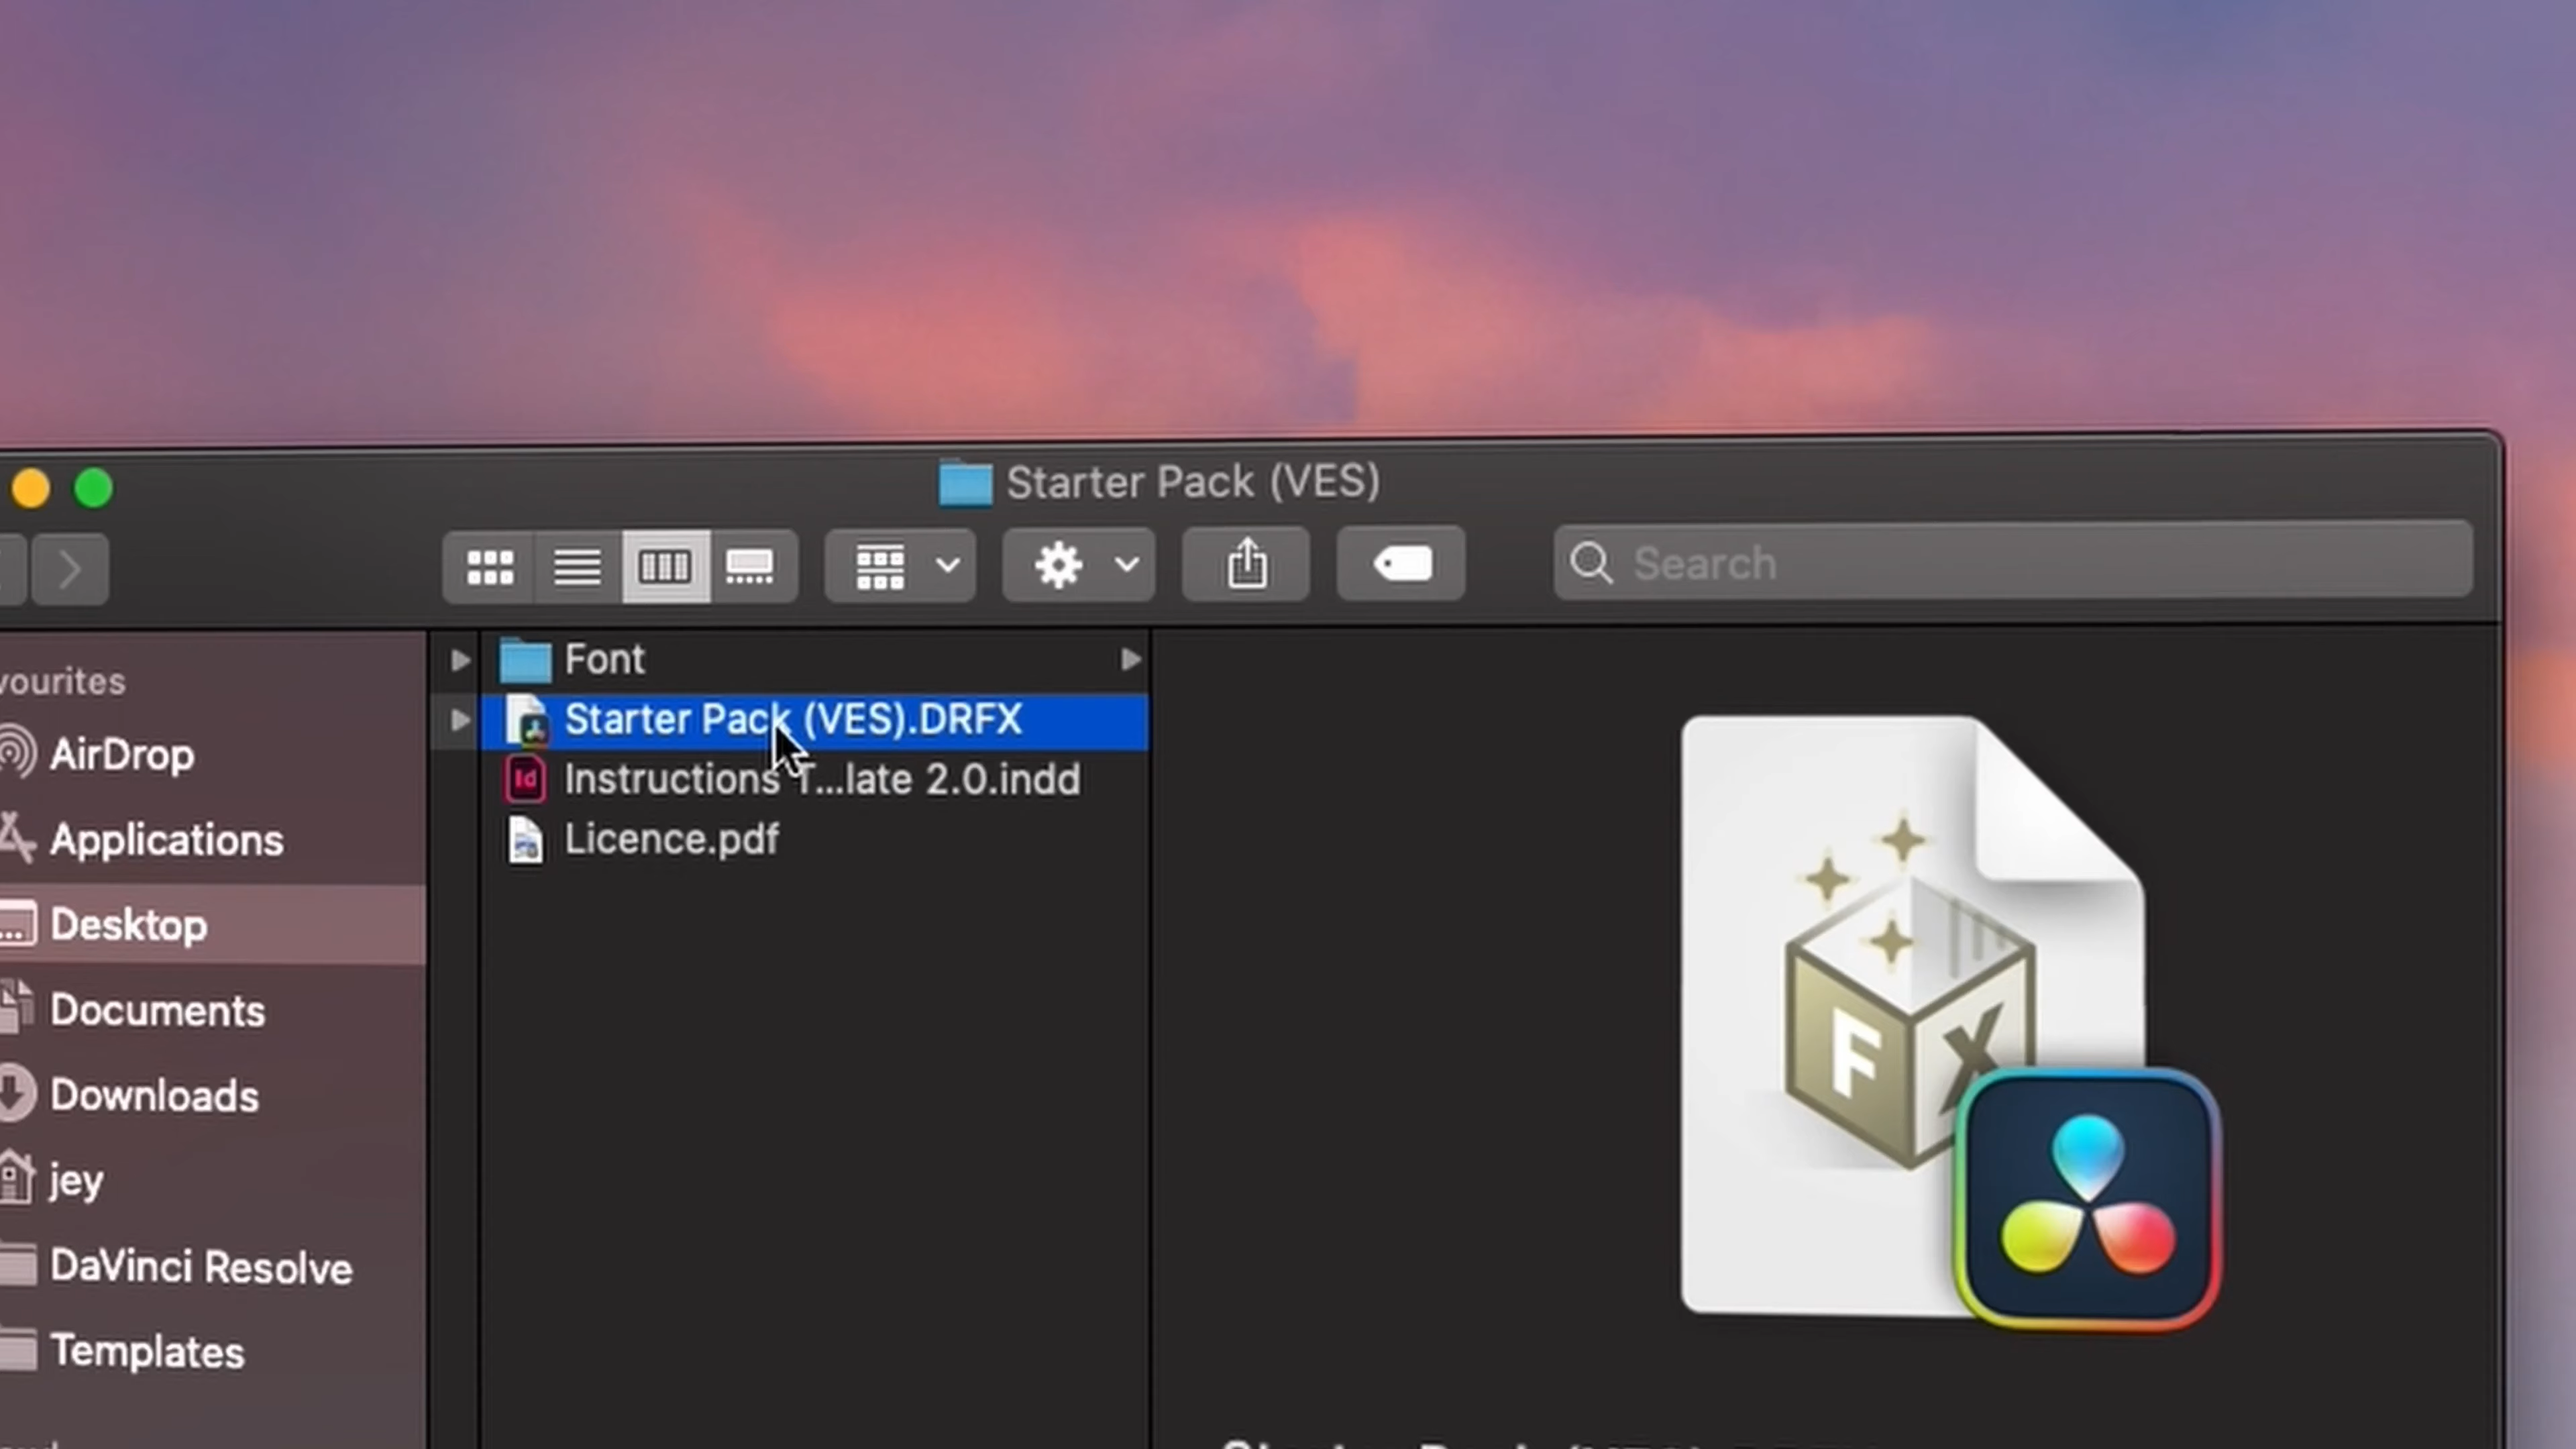 Starter Pack (VES)
Search
vourites
AirDrop
Applications
Desktop
Documents
Downloads
jey
DaVinci Resolve
Templates
Font
Starter Pack (VES).DRFX
Id
Instructions T...late 2.0.indd
Licence.pdf
F X